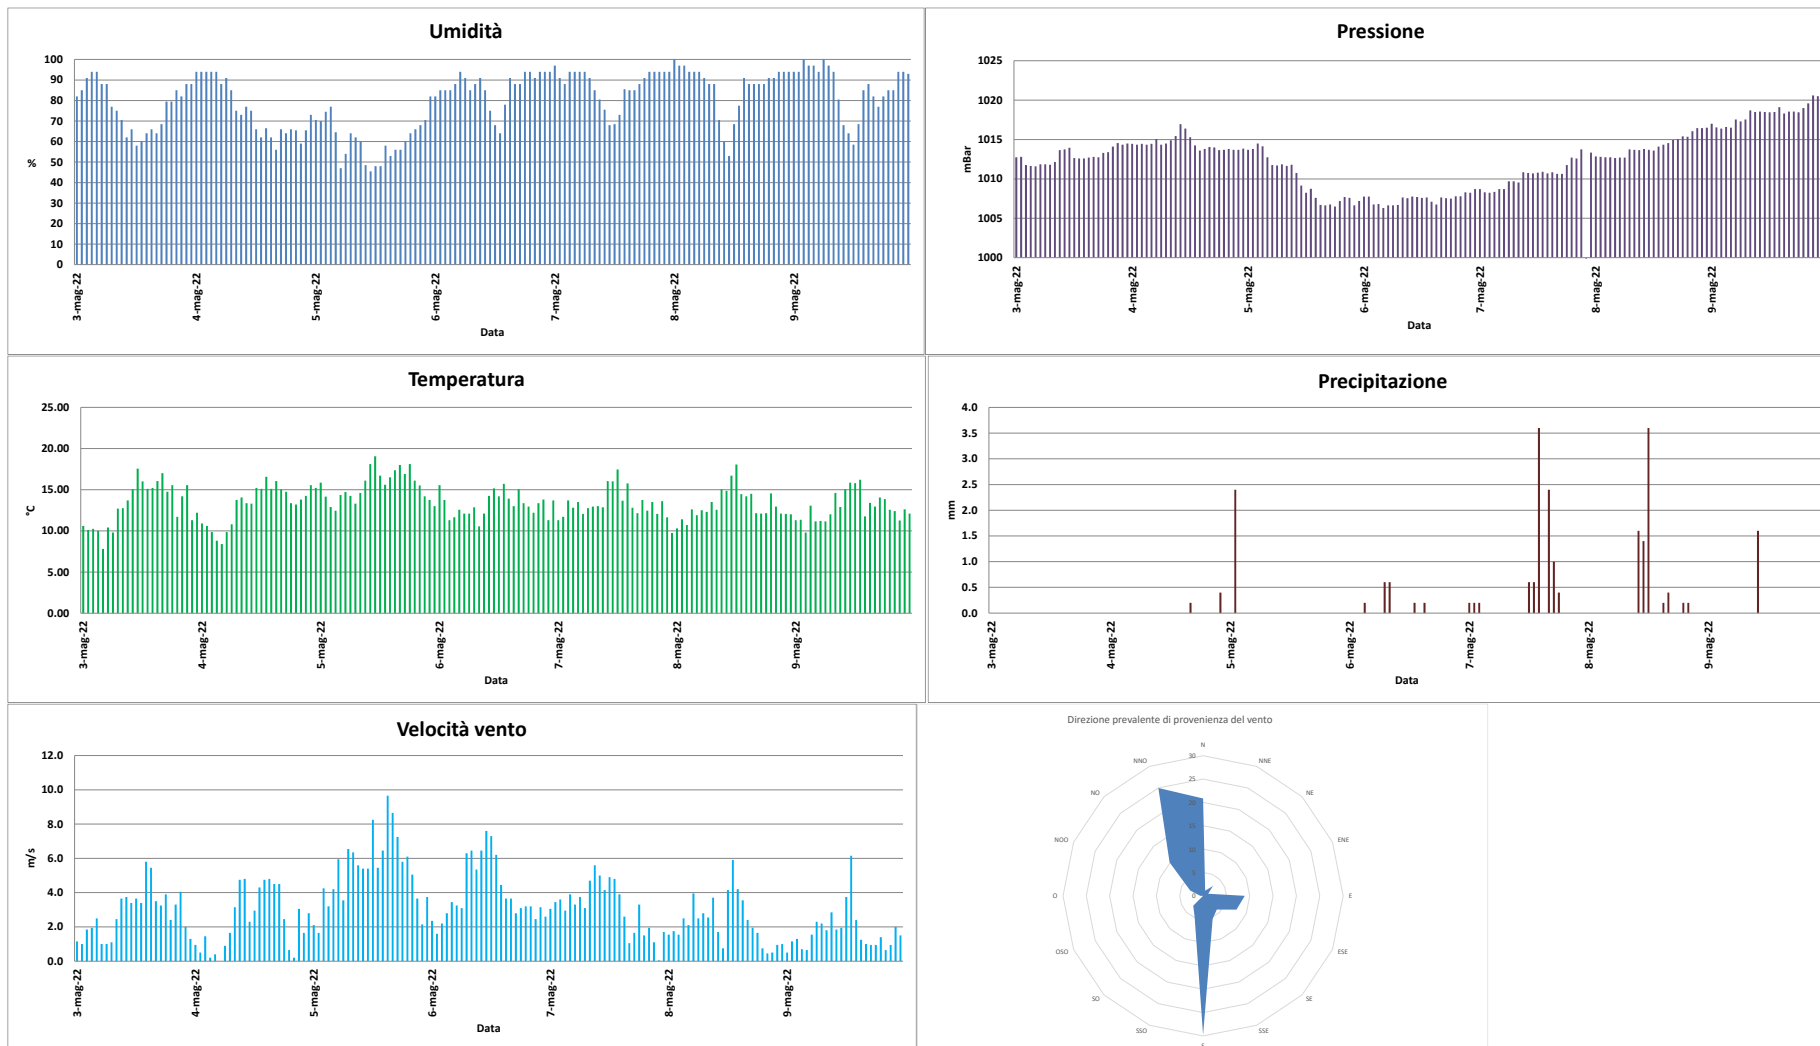 Umidità
100
90
80
70
60
50
40
30
20
10
0
%
3-mag-22
4-mag-22
5-mag-22
6-mag-22
7-mag-22
8-mag-22
9-mag-22
Data
Pressione
1025
1020
1015
1010
1005
1000
mBar
3-mag-22
4-mag-22
5-mag-22
6-mag-22
7-mag-22
8-mag-22
9-mag-22
Data
Temperatura
25.00
20.00
15.00
10.00
5.00
0.00
°C
3-mag-22
4-mag-22
5-mag-22
6-mag-22
7-mag-22
8-mag-22
9-mag-22
Data
Precipitazione
4.0
3.5
3.0
2.5
2.0
1.5
1.0
0.5
0.0
mm
3-mag-22
4-mag-22
5-mag-22
6-mag-22
7-mag-22
8-mag-22
9-mag-22
Data
Velocità vento
12.0
10.0
8.0
6.0
4.0
2.0
0.0
m/s
3-mag-22
4-mag-22
5-mag-22
6-mag-22
7-mag-22
8-mag-22
9-mag-22
Data
Direzione prevalente di provenienza del vento
N
NNE
NE
ENE
E
ESE
SE
SSE
S
SSO
SO
OSO
O
NOO
NO
NNO
30
25
20
15
10
5
0